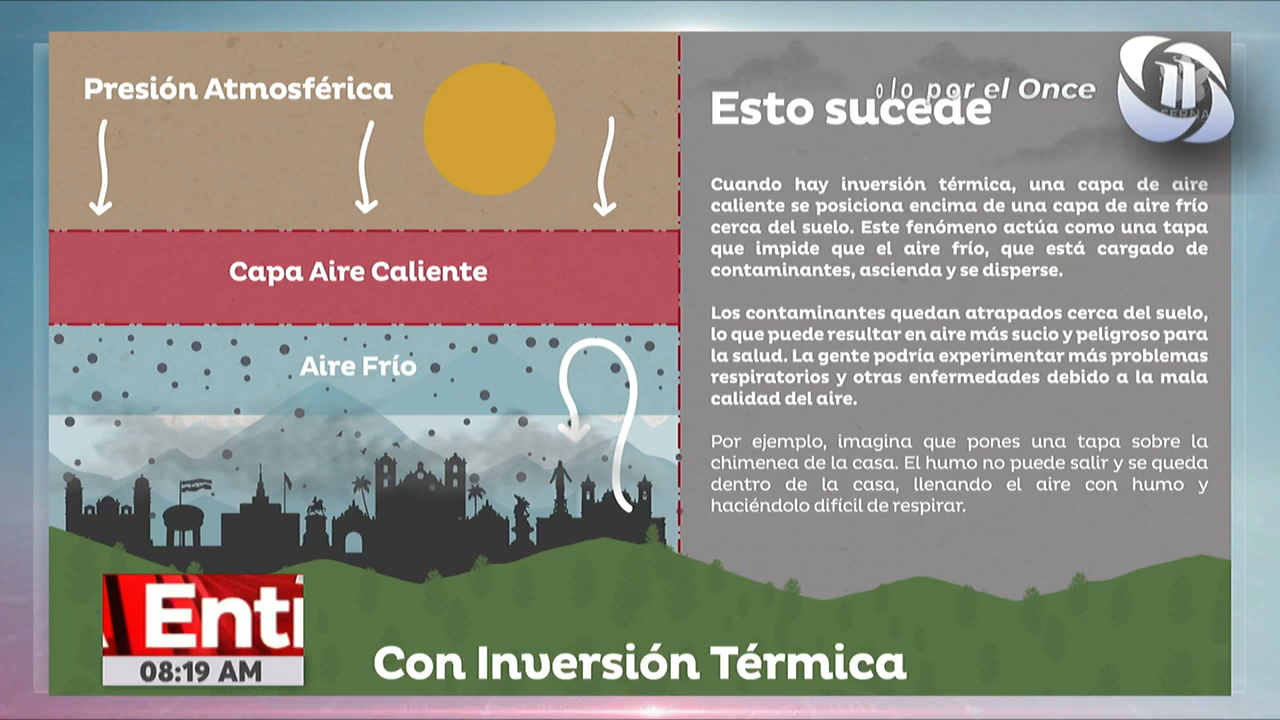 Presión Atmosférica
Capa Aire Caliente
Aire Frío
por el Once
11
SERNA
Esto sucede
Cuando hay inversión térmica, una capa de aire
caliente se posiciona encima de una capa de aire frío
cerca del suelo. Este fenómeno actúa como una tapa
que impide que el aire frío, que está cargado de
contaminantes, ascienda y se disperse.
Los contaminantes quedan atrapados cerca del suelo,
lo que puede resultar en aire más sucio y peligroso para
la salud. La gente podría experimentar más problemas
respiratorios y otras enfermedades debido a la mala
calidad del aire.
Por ejemplo, imagina que pones una tapa sobre la
chimenea de la casa. El humo no puede salir y se queda
dentro de la casa, llenando el aire con humo y
haciéndolo difícil de respirar.
Ent
08:19 AM
Con Inversión Térmica